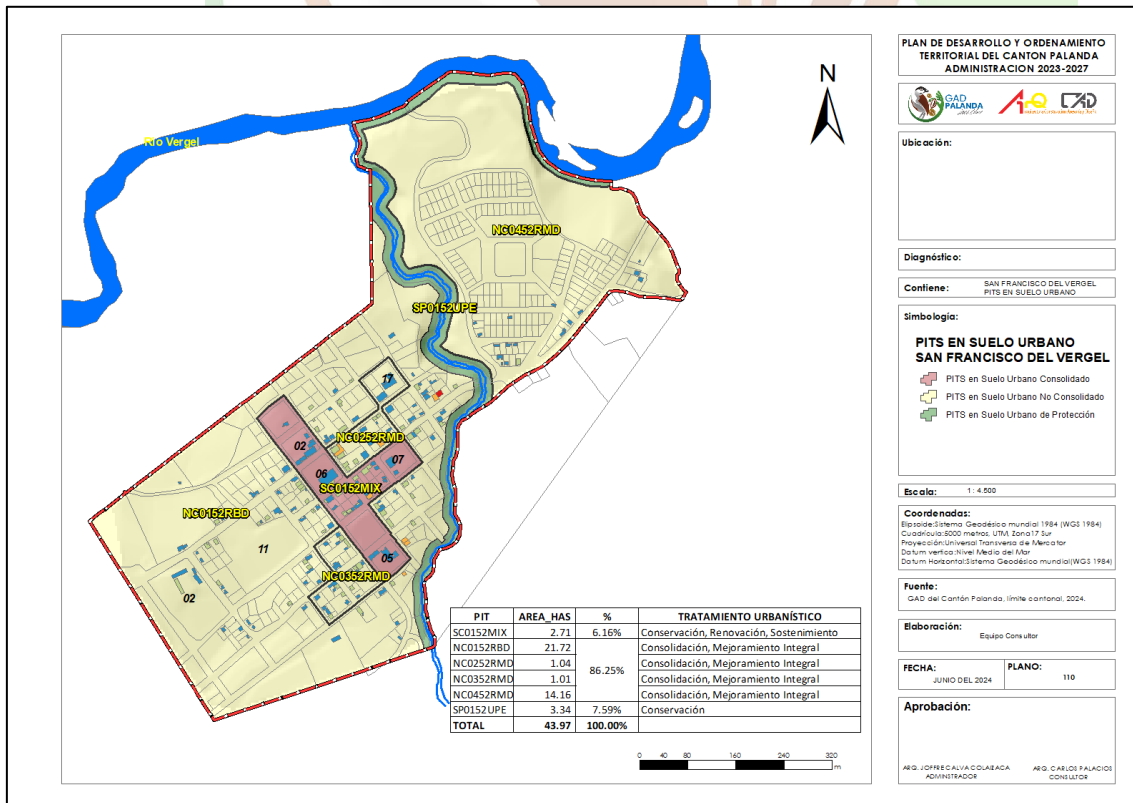 PLAN DE DESARROLLO Y ORDENAMIENTO
TERRITORIAL DEL CANTON PALANDA
ADMINISTRACION 2023-2027
GAD
PALANDA
Ubicación:
Diagnóstico:
Contiene:
SAN FRANCISCO DEL VERGEL
PITS EN SUELO URBANO
Simbología:
PITS EN SUELO URBANO
SAN FRANCISCO DEL VERGEL
PITS en Suelo Urbano Consolidado
PITS en Suelo Urbano No Consolidado
PITS en Suelo Urbano de Protección
Escala: 1: 4.500
Coordenadas:
Elipsoide:Sistema Geodésico mundial 1984 (WGS 1984)
Cuadrícula:5000 metros, UTM, Zona 17 Sur
Proyección:Universal Transversa de Mercator
Datum vertica:Nivel Medio del Mar
Datum Horizontal:Sistema Geodésico mundial(WGS 1984)
Fuente:
GAD del Cantón Palanda, límite cantonal, 2024.
Elaboración:
Equipo Consultor
FECHA:
JUNIO DEL 2024
PLANO:
110
Aprobación:
ARQ. JOFFRE CALVA COLAIZACA
ADMINISTRADOR
ARQ. CARLOS PALACIOS
CONSULTOR
N
Río Vergel
NC0452RMD
SP0152UPE
17
NC0252RMD
02
07
06
SC0152MIX
NC0152RBD
11
05
NC0352RMD
02
PIT AREA_HAS % TRATAMIENTO URBANÍSTICO
SC0152MIX 2.71 6.16% Conservación, Renovación, Sostenimiento
NC0152RBD 21.72 Consolidación, Mejoramiento Integral
NC0252RMD 1.04 86.25% Consolidación, Mejoramiento Integral
NC0352RMD 1.01 Consolidación, Mejoramiento Integral
NC0452RMD 14.16 Consolidación, Mejoramiento Integral
SP0152UPE 3.34 7.59% Conservación
TOTAL 43.97 100.00%
0 40 80 160 240 320
m